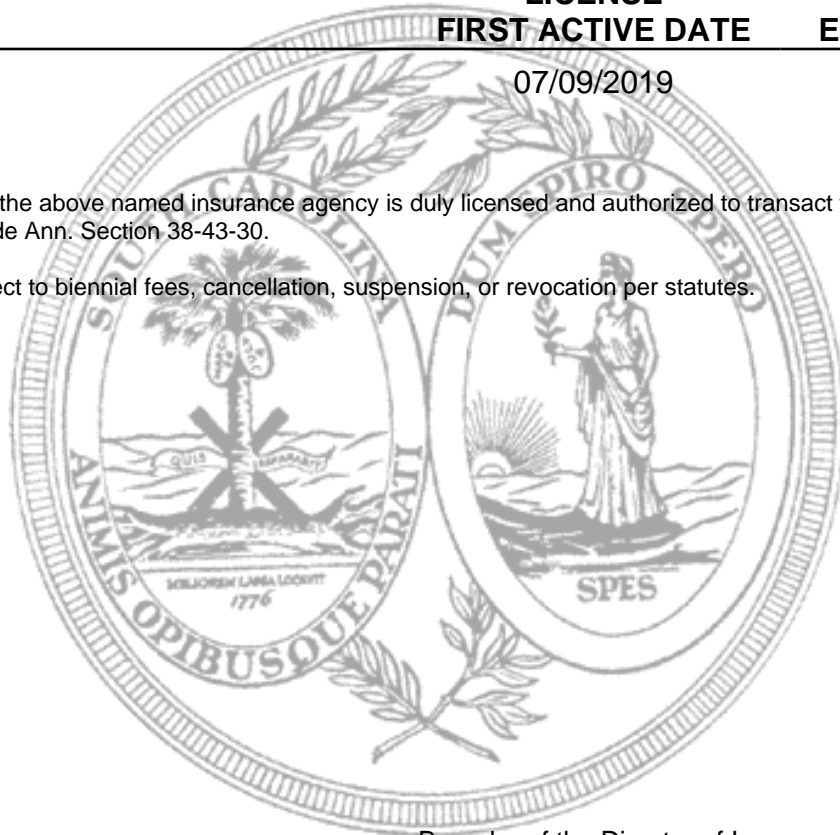 LICENSE
FIRST ACTIVE DATE E
07/09/2019
the above named insurance agency is duly licensed and authorized to transact
de Ann. Section 38-43-30.
ect to biennial fees, cancellation, suspension, or revocation per statutes.
SOUTH CAROLINA
DUM SPIRO SPERO
QUIS SEPARABIT
1776
ANIMIS OPIBUSQUE PARATI
SPES